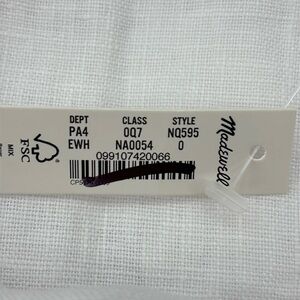 DEPT CLASS STYLE
PA4 0Q7 NQ595
EWH NA0054 0
099107420066
Madewell
FSC
MIX